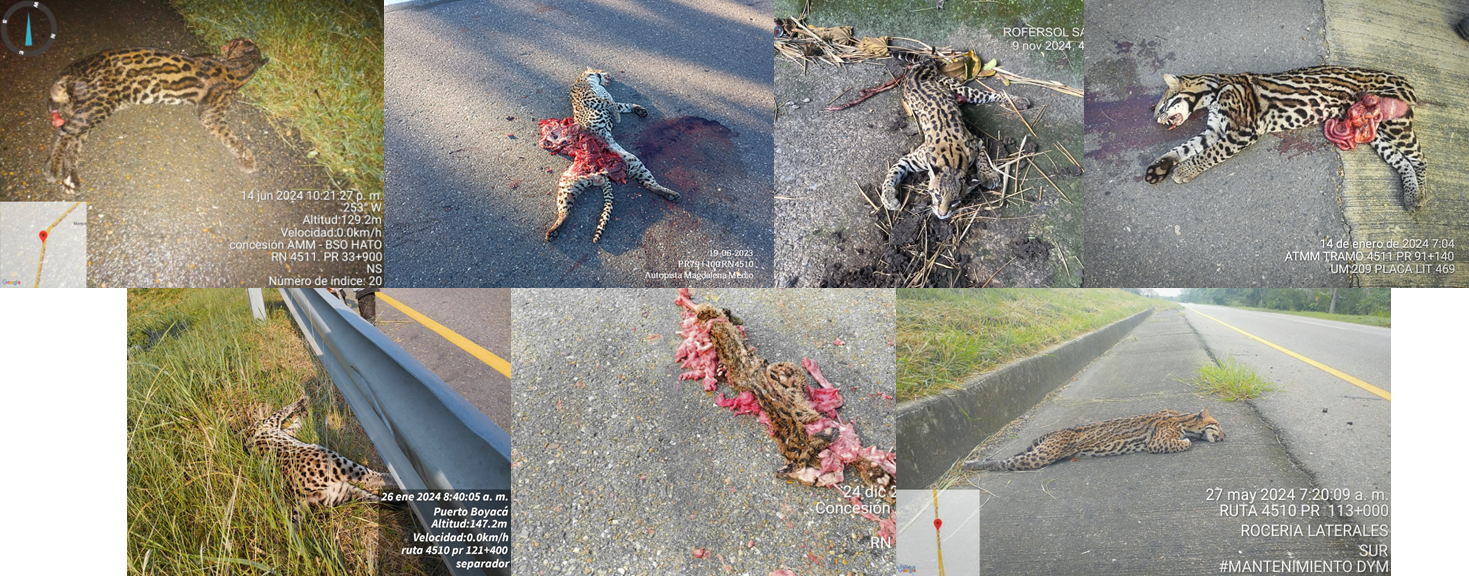 14 jun 2024 10:21:27 p. m.
253° W
Altitud:129.2m
Velocidad:0.0km/h
concesión AMM - BSO HATO
RN 4511. PR 33+900
NS
Número de índice: 20
Google
19-06-2023
PR79+100 RN4510
Autopista Magdalena Medio
ROFERSOL SA
9 nov 2024, 4
14 de enero de 2024 7:04
ATMM TRAMO 4511 PR 91+140
UM 209 PLACA LIT 469
26 ene 2024 8:40:05 a. m.
Puerto Boyacá
Altitud:147.2m
Velocidad:0.0km/h
ruta 4510 pr 121+400
separador
24 dic 2
Concesión
RN
27 may 2024 7:20:09 a. m.
RUTA 4510 PR 113+000
ROCERIA LATERALES
SUR
#MANTENIMIENTO DYM